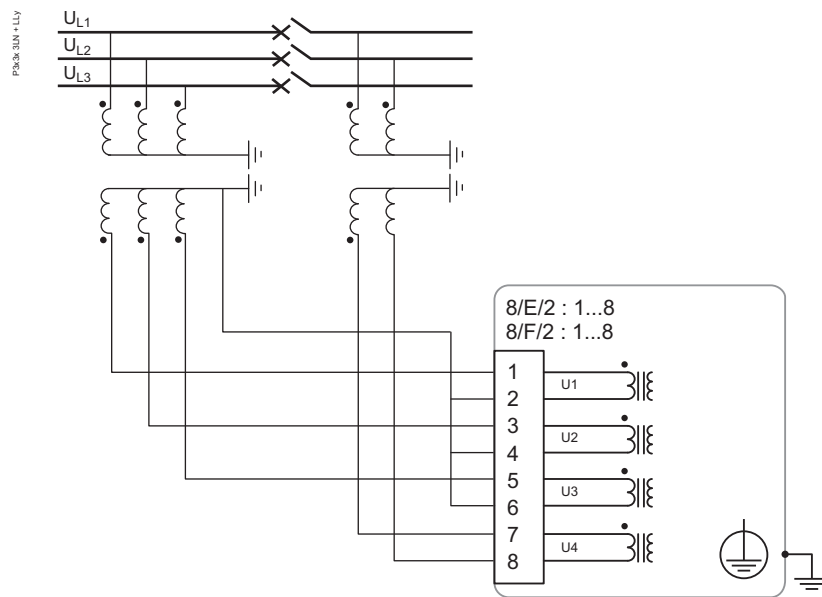 P3x3x 3LN + LLy
UL1
UL2
UL3
8/E/2 : 1...8
8/F/2 : 1...8
1
U1
2
3
U2
4
5
U3
6
7
U4
8